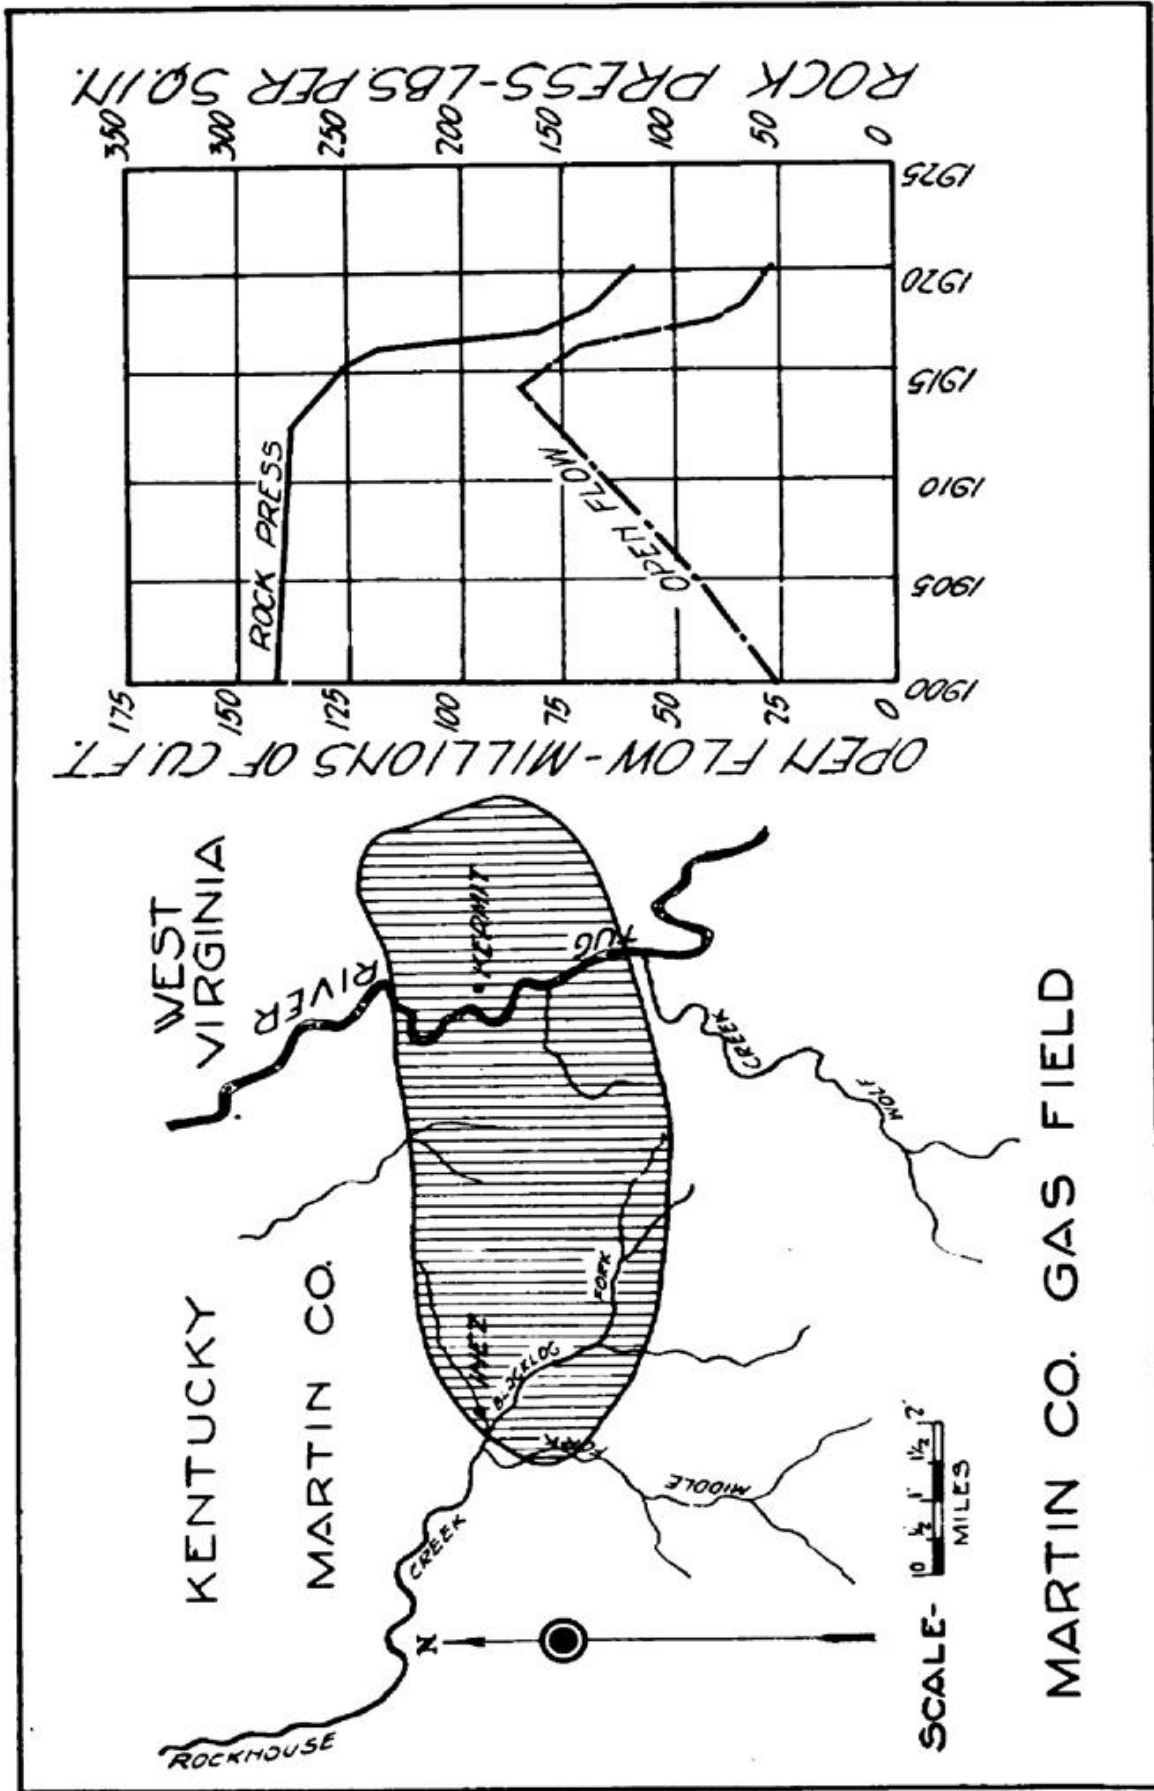 KENTUCKY
MARTIN CO.
WEST
VIRGINIA
RIVER
TUG
KERMIT
INEZ
BLACKLOG
FORK
ROCKHOUSE
CREEK
MIDDLE
FORK
WOLF
CREEK
N
SCALE-
0 ½ 1 1½ 2
MILES
OPEN FLOW-MILLIONS OF CU.FT.
175
150
125
100
75
50
25
0
ROCK PRESS
OPEN FLOW
1900
1905
1910
1915
1920
1925
350
300
250
200
150
100
50
0
ROCK PRESS-LBS.PER SQ.IN.
MARTIN CO. GAS FIELD